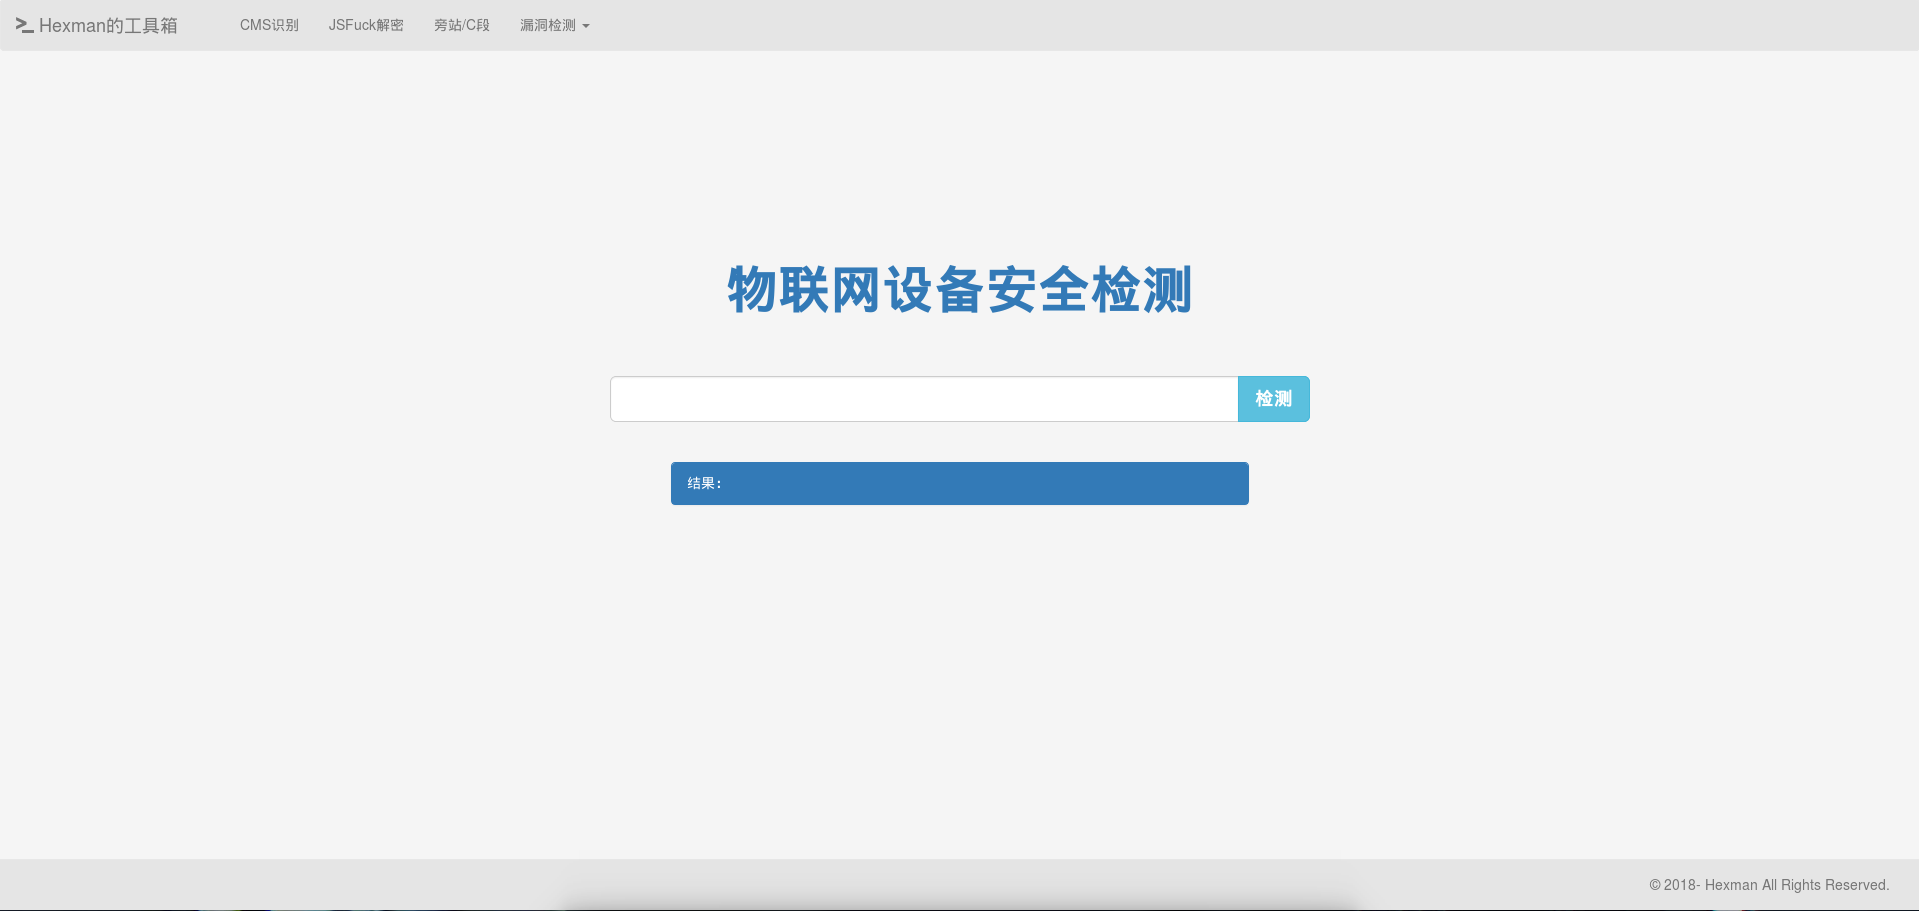 Hexman的工具箱 CMS识别 JSFuck解密 旁站/C段 漏洞检测
物联网设备安全检测
检测
结果:
© 2018- Hexman All Rights Reserved.